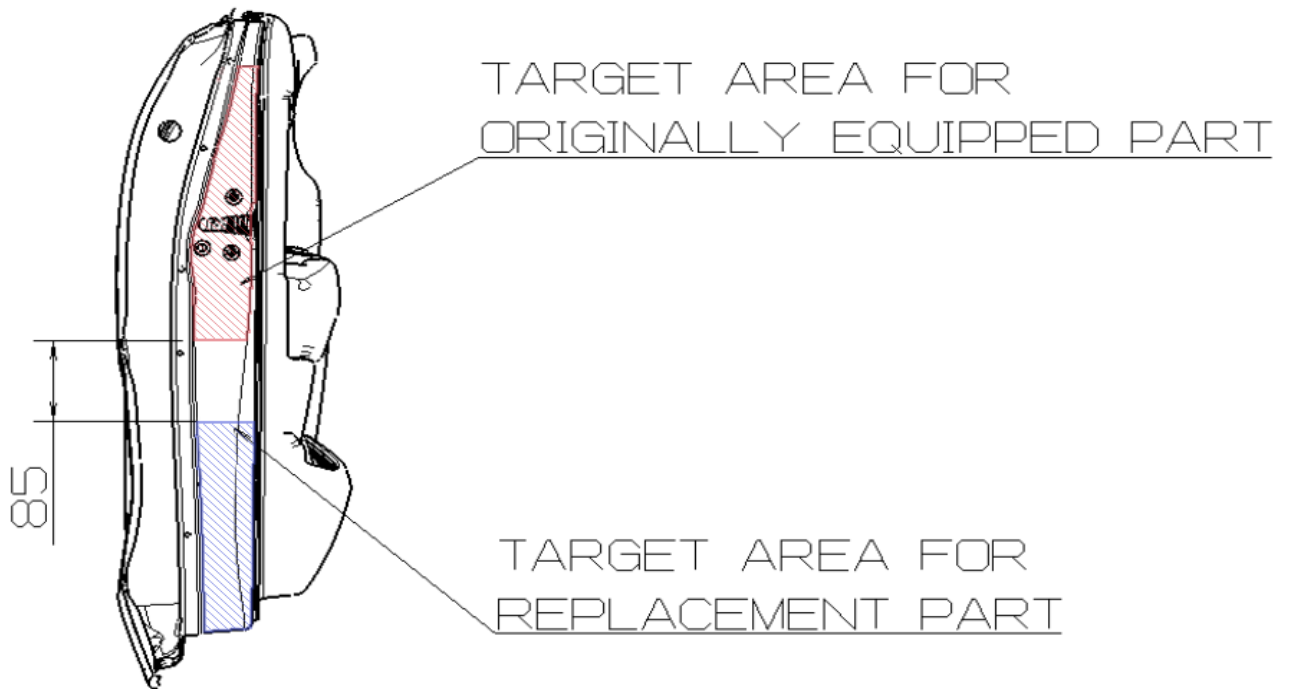 TARGET AREA FOR
ORIGINALLY EQUIPPED PART
85
TARGET AREA FOR
REPLACEMENT PART